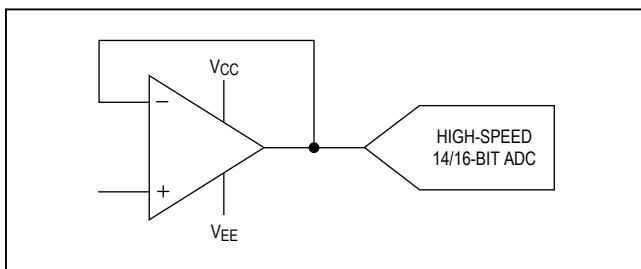 VCC
−
+
VEE
HIGH-SPEED
14/16-BIT ADC